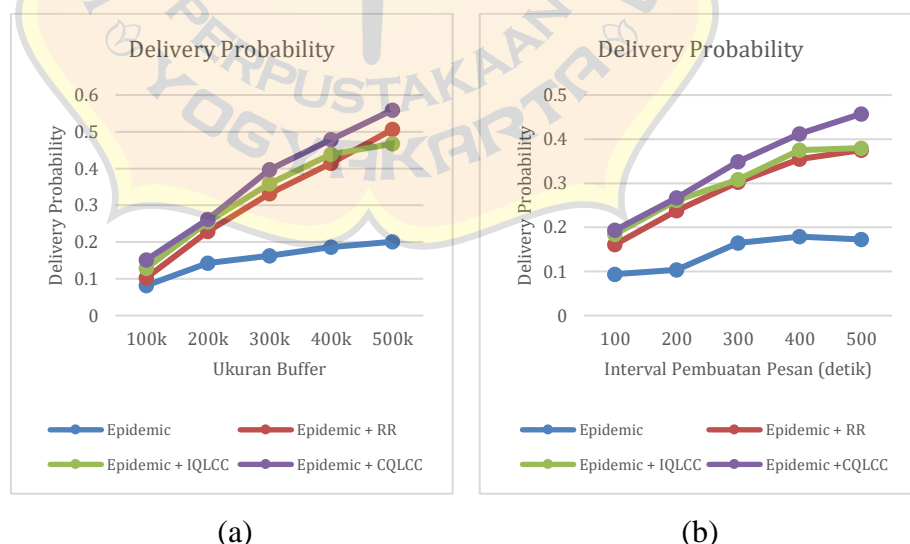 PERPUSTAKAAN
YOGYAKARTA
Delivery Probability
Delivery Probability
0.6
0.5
0.4
0.3
0.2
0.1
0
100k 200k 300k 400k 500k
Ukuran Buffer
Epidemic
Epidemic + RR
Epidemic + IQLCC
Epidemic + CQLCC
(a)
Delivery Probability
Delivery Probability
0.5
0.4
0.3
0.2
0.1
0
100 200 300 400 500
Interval Pembuatan Pesan (detik)
Epidemic
Epidemic + RR
Epidemic + IQLCC
Epidemic +CQLCC
(b)